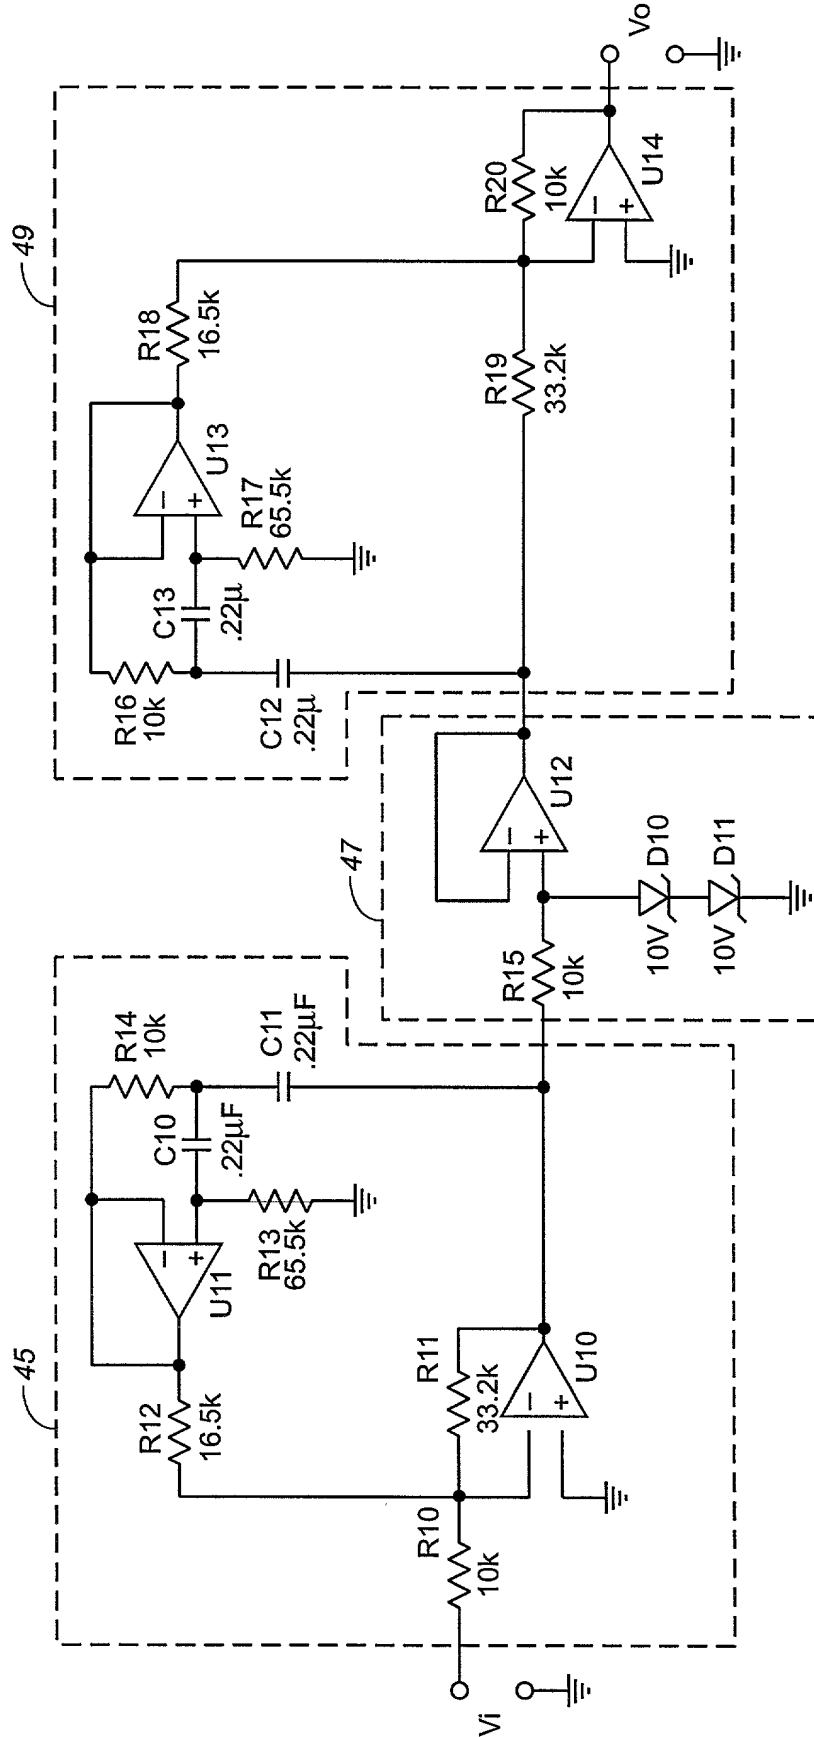 45
R14
10k
C11
.22µF
C10
.22µF
R13
65.5k
U11
R12
16.5k
R11
33.2k
R10
10k
U10
−
+
−
+
Vi
47
R15
10k
U12
−
+
10V
D10
10V
D11
49
R16
10k
C12
.22µ
C13
.22µ
R17
65.5k
U13
−
+
R18
16.5k
R19
33.2k
R20
10k
U14
−
+
Vo